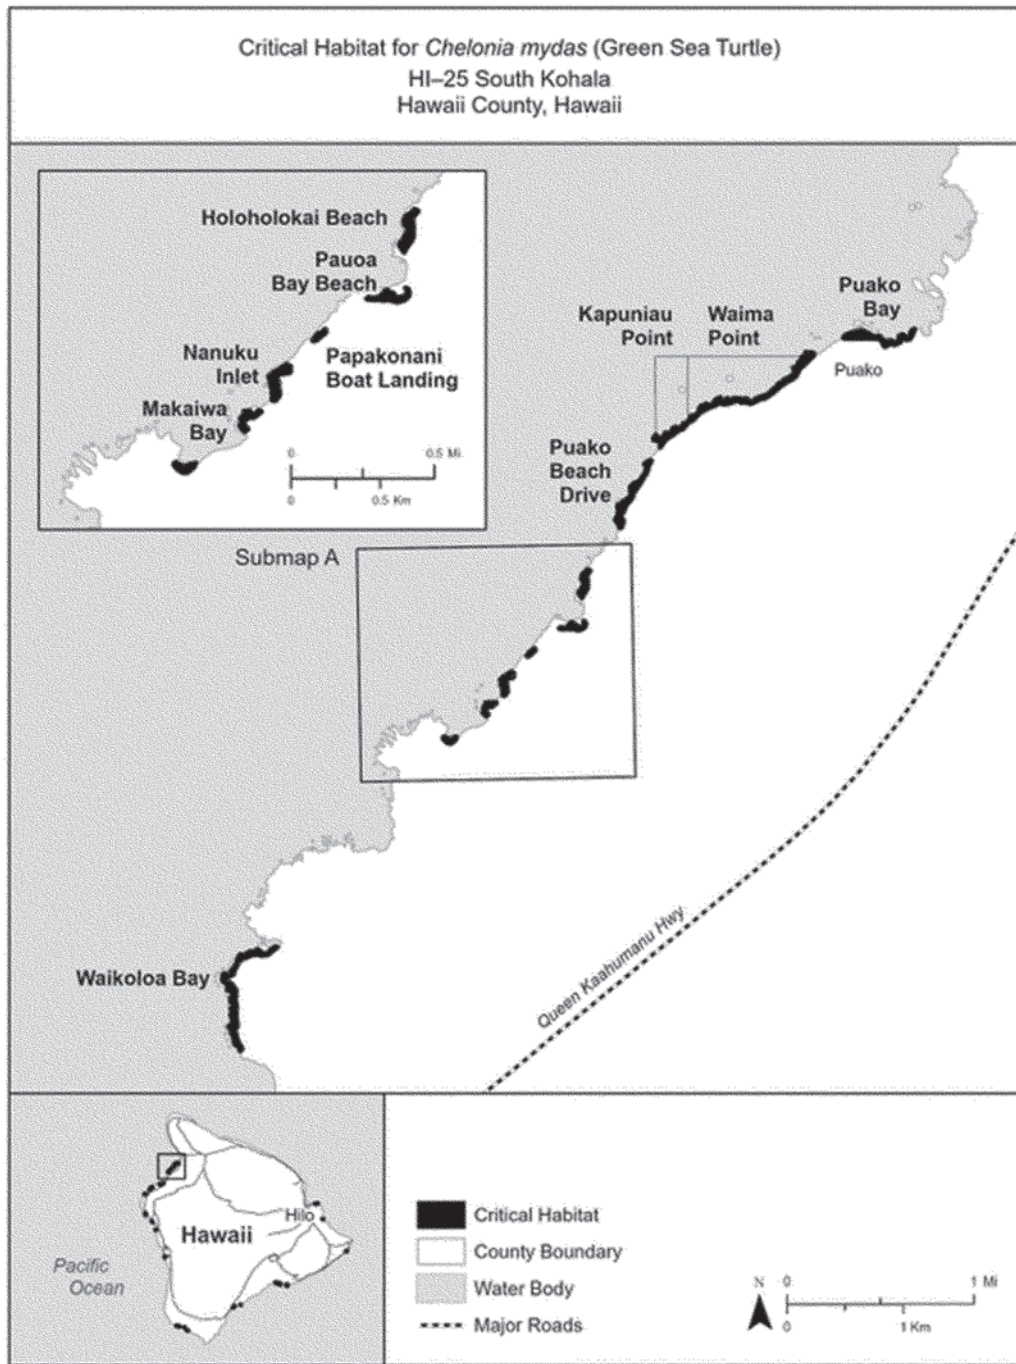 Critical Habitat for Chelonia mydas (Green Sea Turtle)
HI–25 South Kohala
Hawaii County, Hawaii
Holoholokai Beach
Pauoa
Bay Beach
Nanuku
Inlet
Papakonani
Boat Landing
Makaiwa
Bay
0 0.5 Mi
0 0.5 Km
Submap A
Kapuniau
Point
Waima
Point
Puako
Bay
Puako
Puako
Beach
Drive
Waikoloa Bay
Queen Kaahumanu Hwy
Hawaii
Hilo
Pacific
Ocean
Critical Habitat
County Boundary
Water Body
Major Roads
N
0 1 Mi
0 1 Km